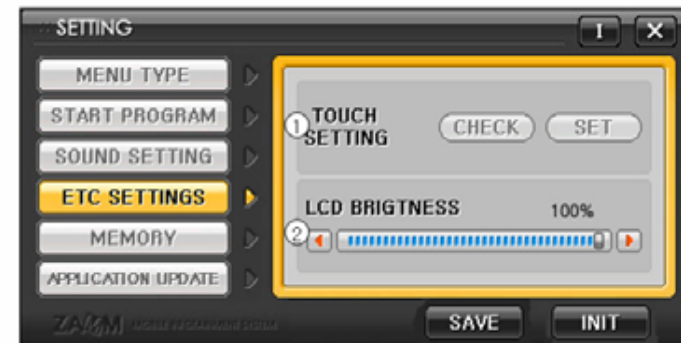 SETTING
I X
MENU TYPE
START PROGRAM
SOUND SETTING
ETC SETTINGS
MEMORY
APPLICATION UPDATE
① TOUCH
SETTING
CHECK SET
LCD BRIGTNESS 100%
②
SAVE INIT